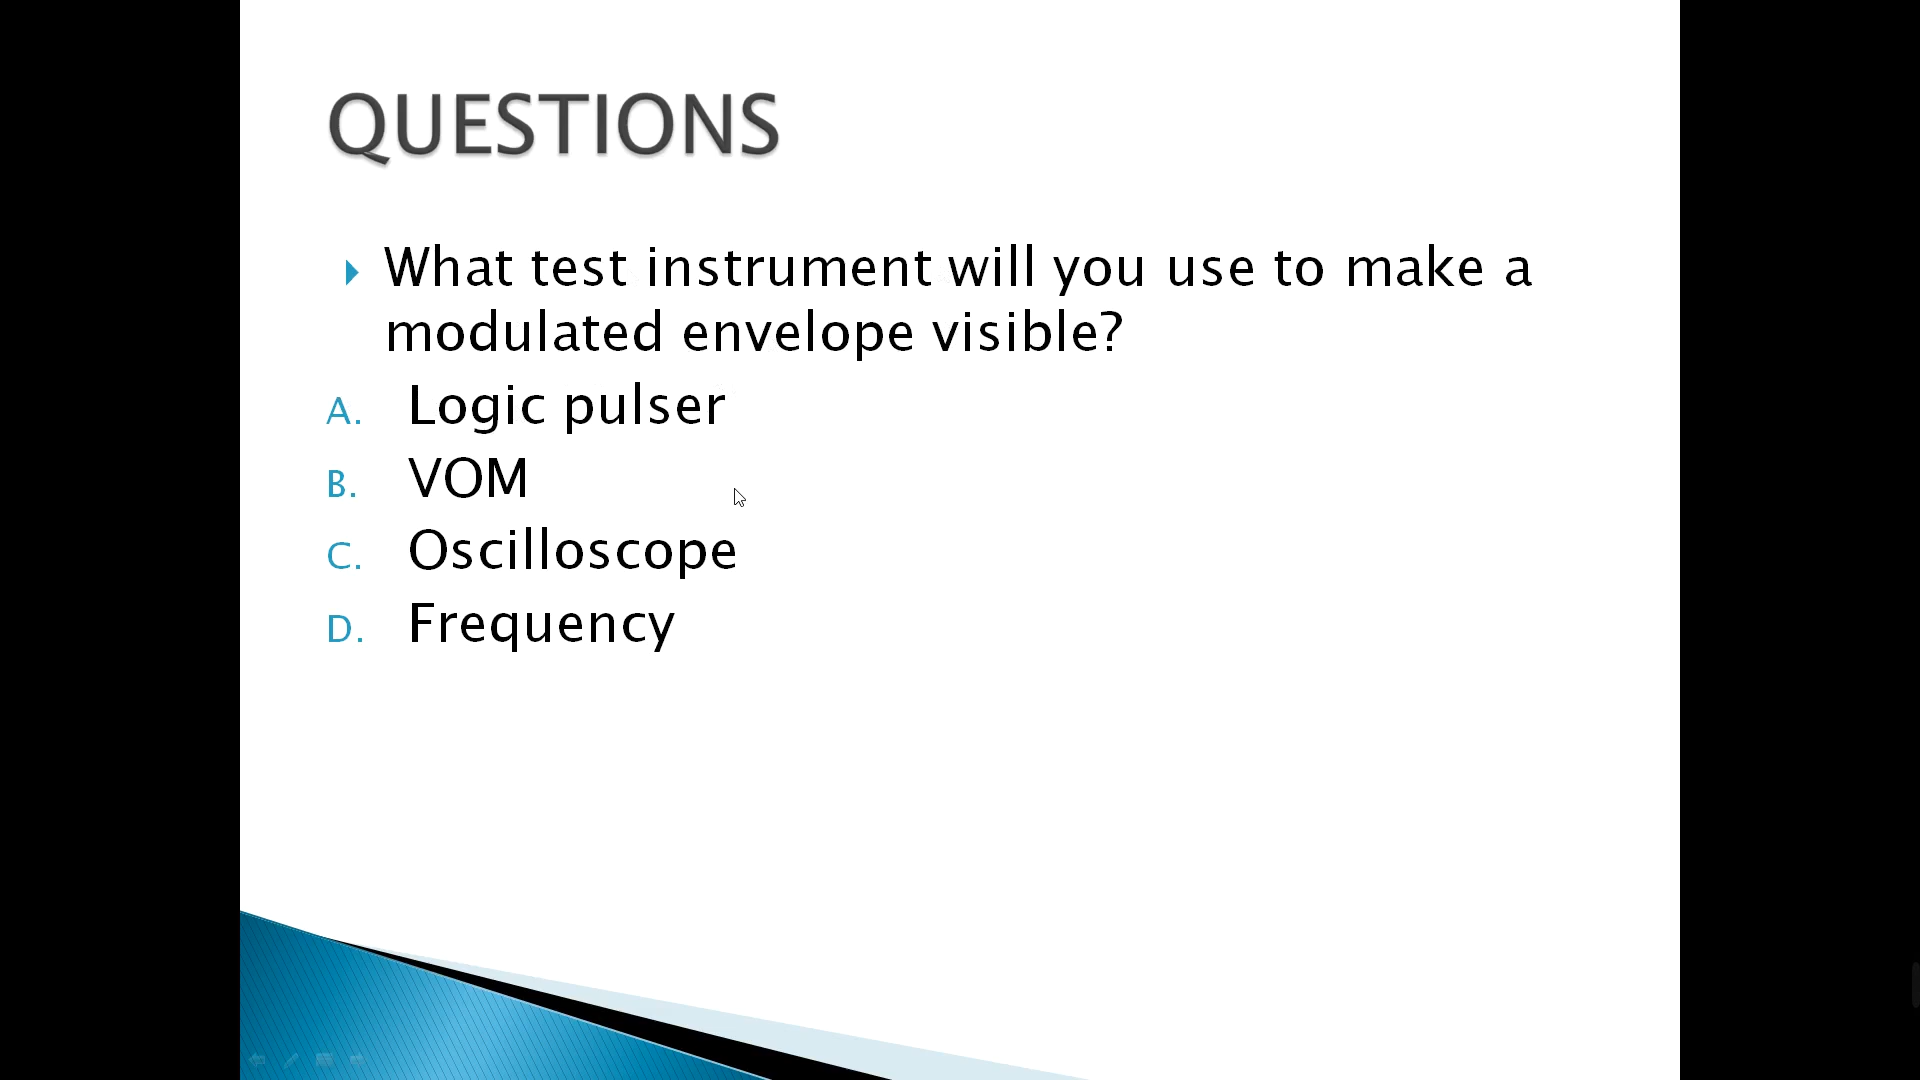 QUESTIONS
What test instrument will you use to make a
modulated envelope visible?
A. Logic pulser
B. VOM
C. Oscilloscope
D. Frequency